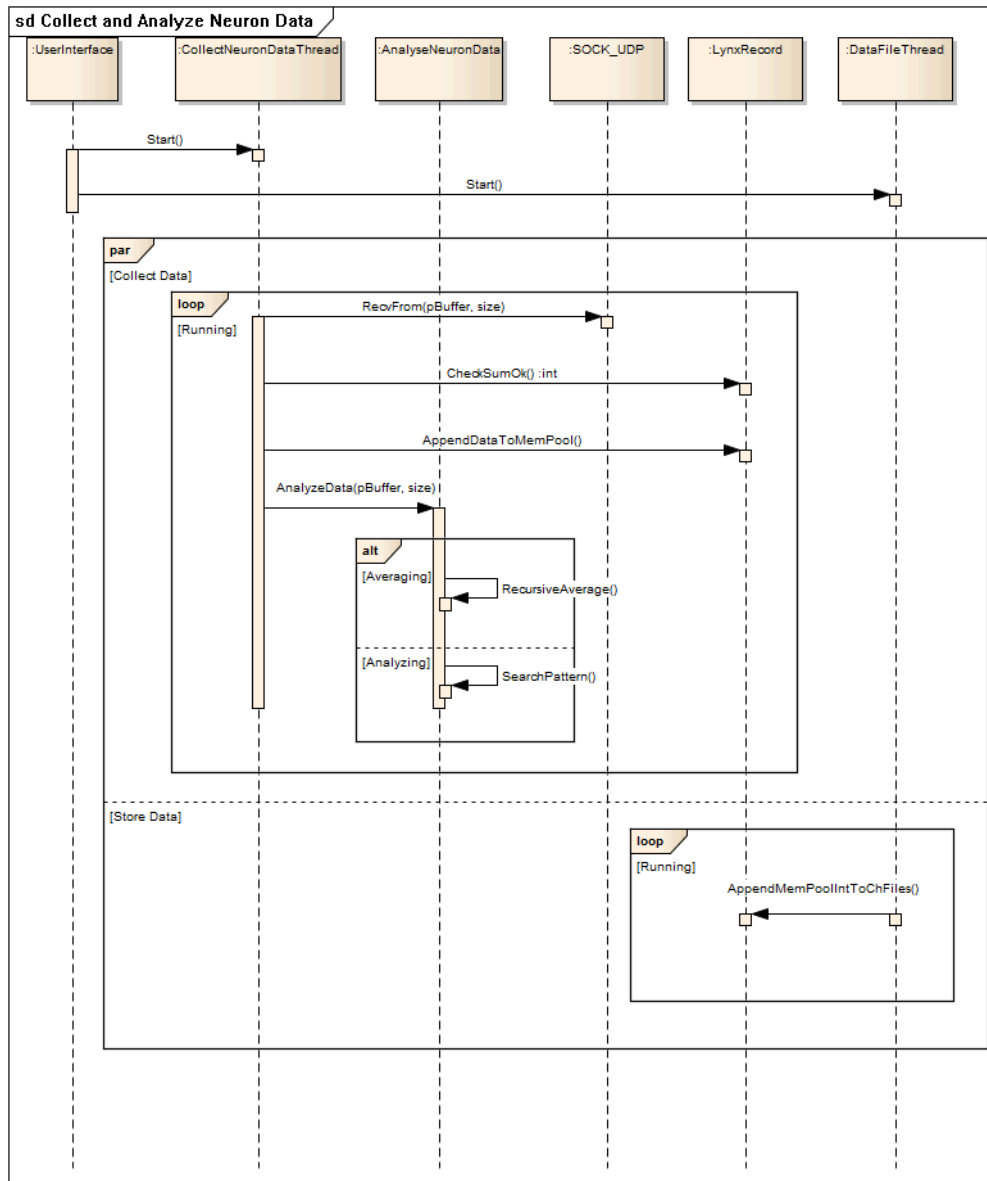 sd Collect and Analyze Neuron Data
:UserInterface
:CollectNeuronDataThread
:AnalyseNeuronData
:SOCK_UDP
:LynxRecord
:DataFileThread
Start()
Start()
par
[Collect Data]
loop
[Running]
RecvFrom(pBuffer, size)
CheckSumOk() :int
AppendDataToMemPool()
AnalyzeData(pBuffer, size)
alt
[Averaging]
RecursiveAverage()
[Analyzing]
SearchPattern()
[Store Data]
loop
[Running]
AppendMemPoolIntToChFiles()